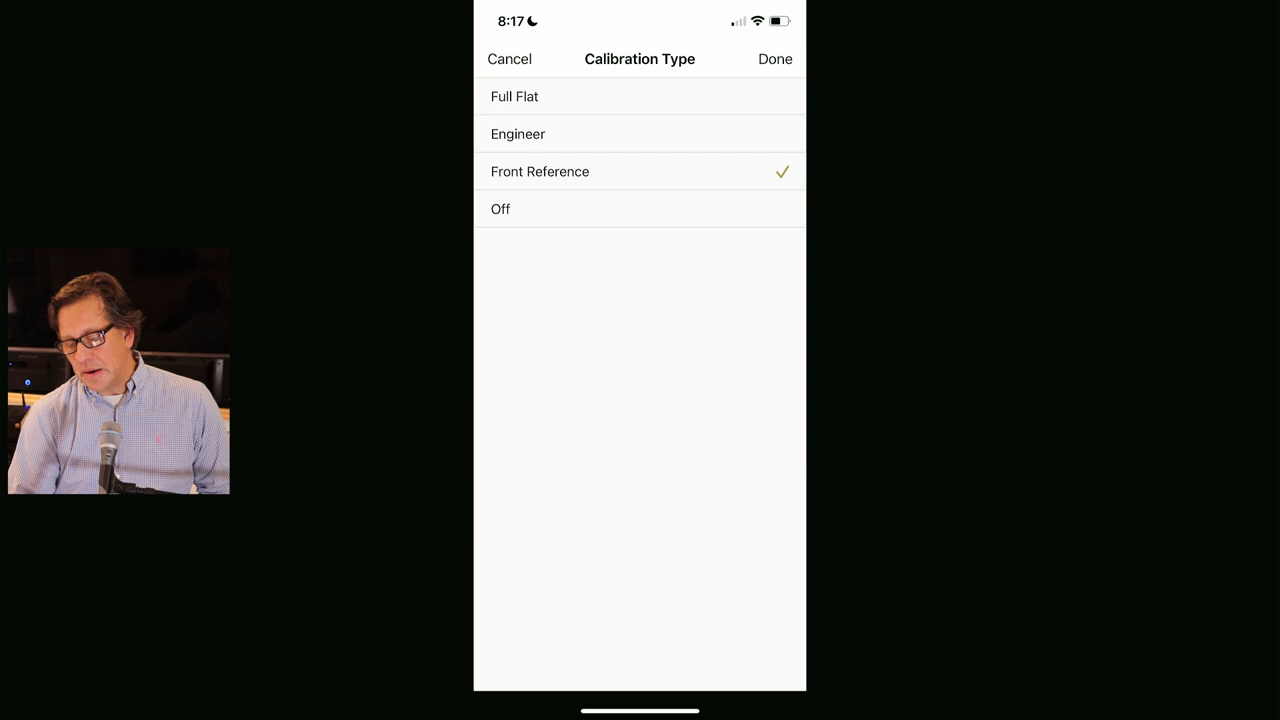 8:17
Cancel
Calibration Type
Done
Full Flat
Engineer
Front Reference
Off